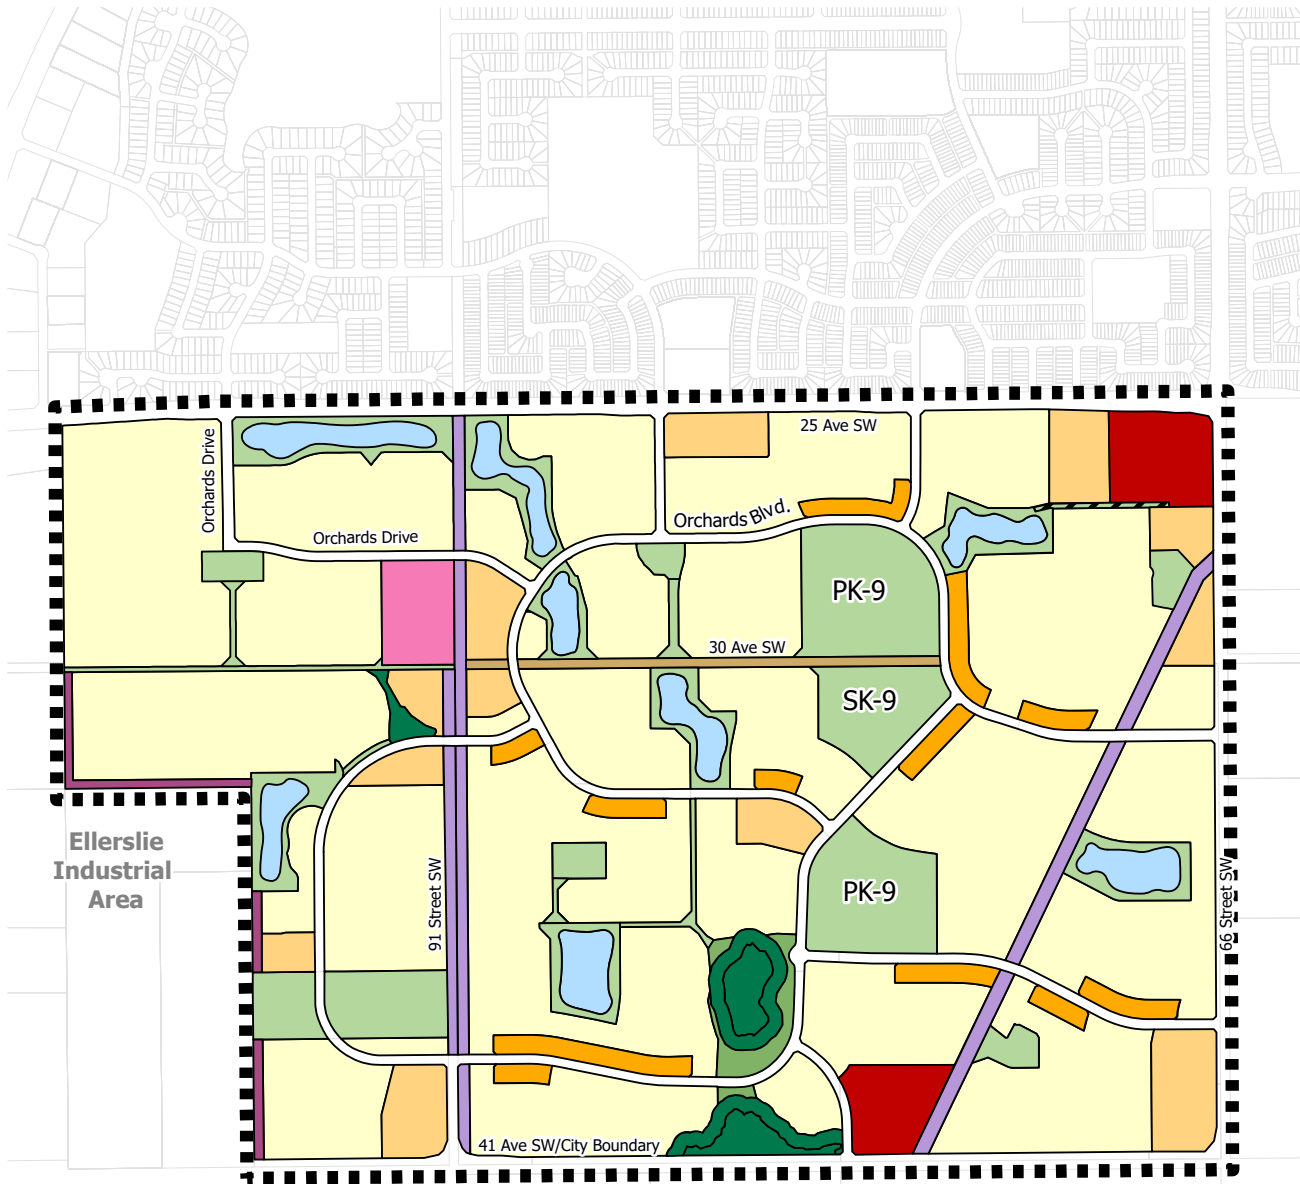 25 Ave SW
Orchards Drive
Orchards Blvd.
Orchards Drive
PK-9
30 Ave SW
SK-9
Ellerslie
Industrial
Area
91 Street SW
PK-9
66 Street SW
41 Ave SW/City Boundary